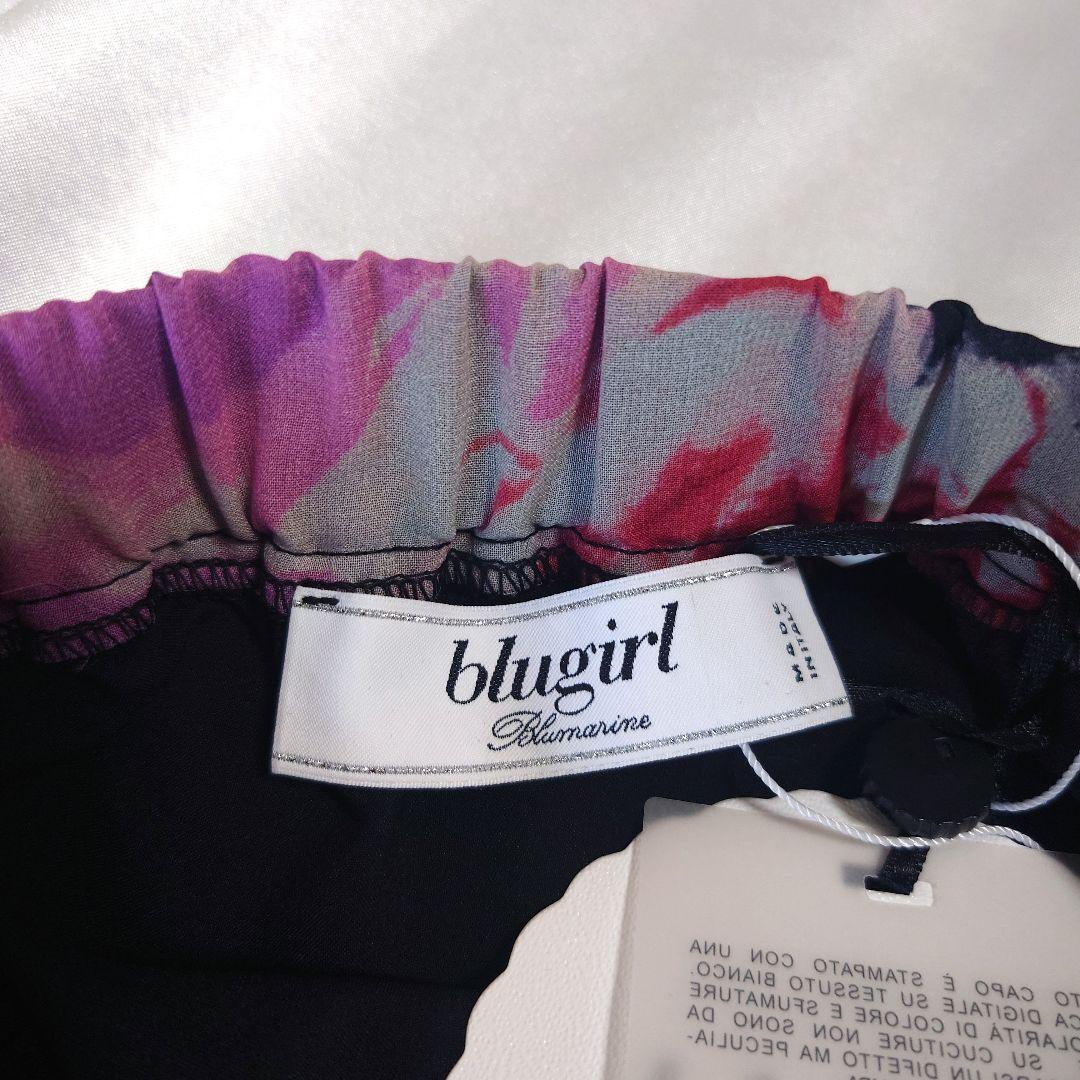 blugirl
Blumarine
MADE
IN ITALY
TO CAPO È STAMPATO CON UNA
CA DIGITALE SU TESSUTO BIANCO.
OLARITÀ DI COLORE E SFUMATURE
SU CUCITURE NON SONO DA
RSI UN DIFETTO MA PECULIA-